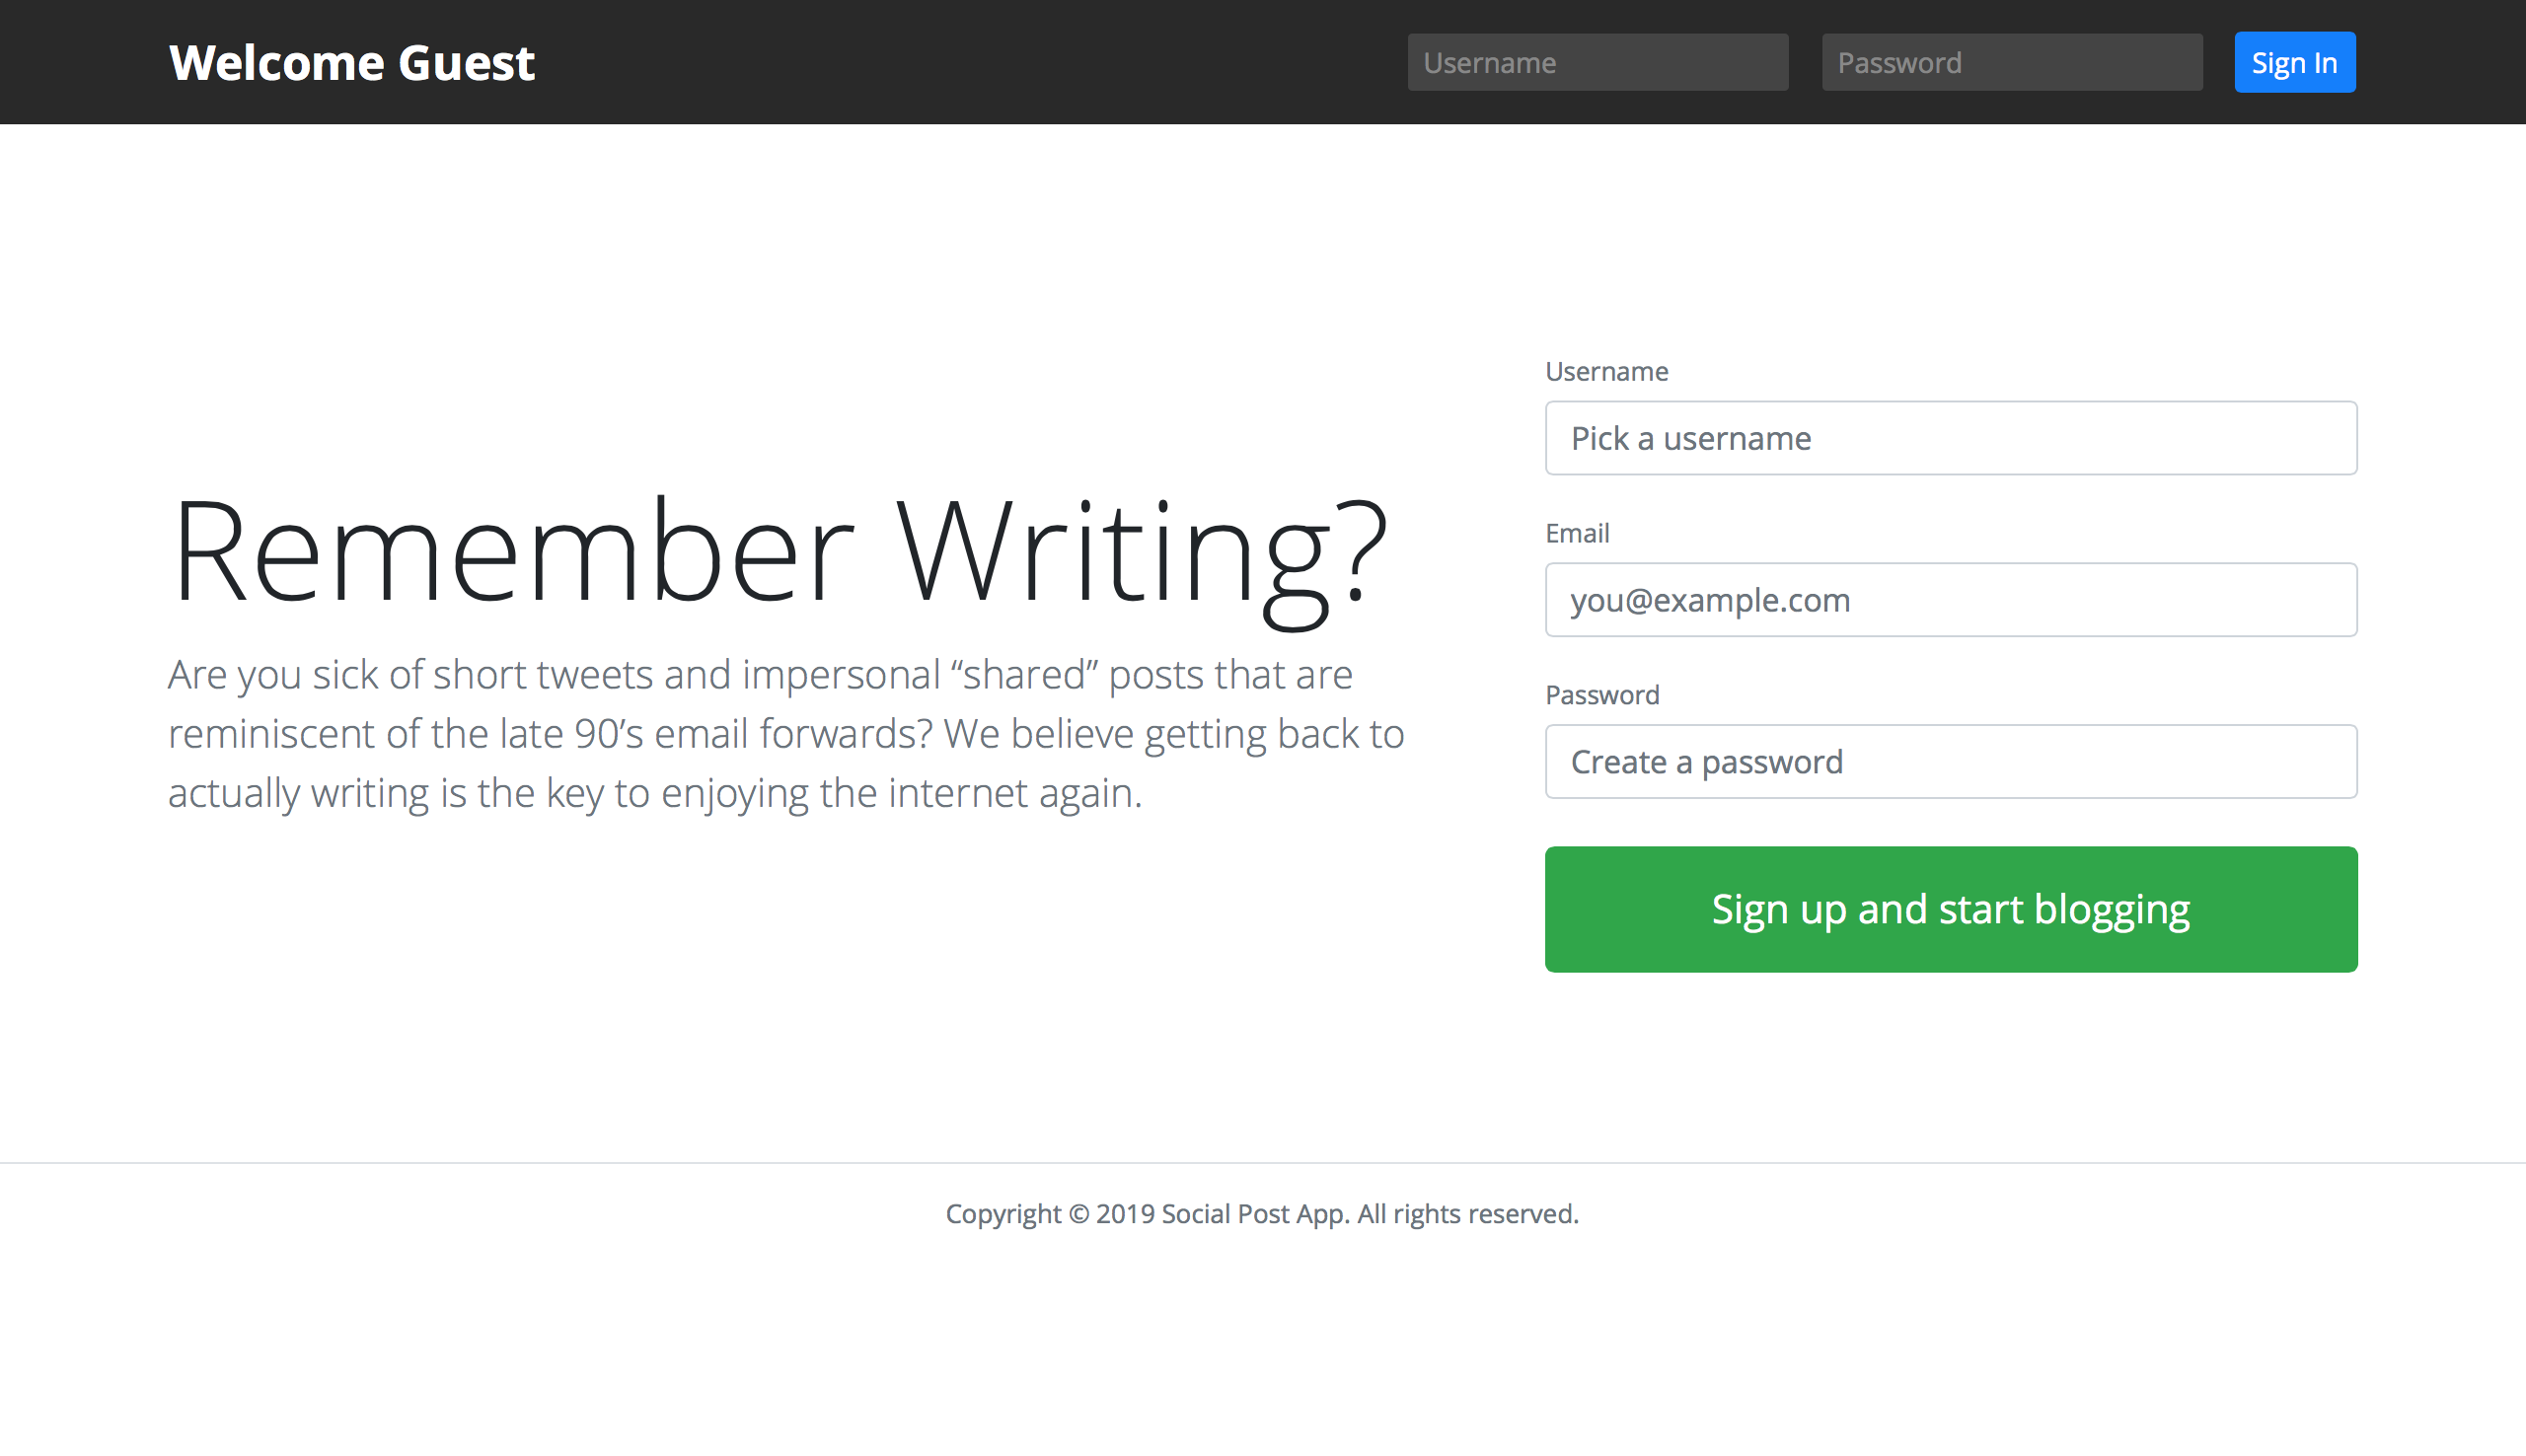 Welcome Guest
Username
Password
Sign In
Remember Writing?
Are you sick of short tweets and impersonal “shared” posts that are
reminiscent of the late 90’s email forwards? We believe getting back to
actually writing is the key to enjoying the internet again.
Username
Pick a username
Email
you@example.com
Password
Create a password
Sign up and start blogging
Copyright © 2019 Social Post App. All rights reserved.